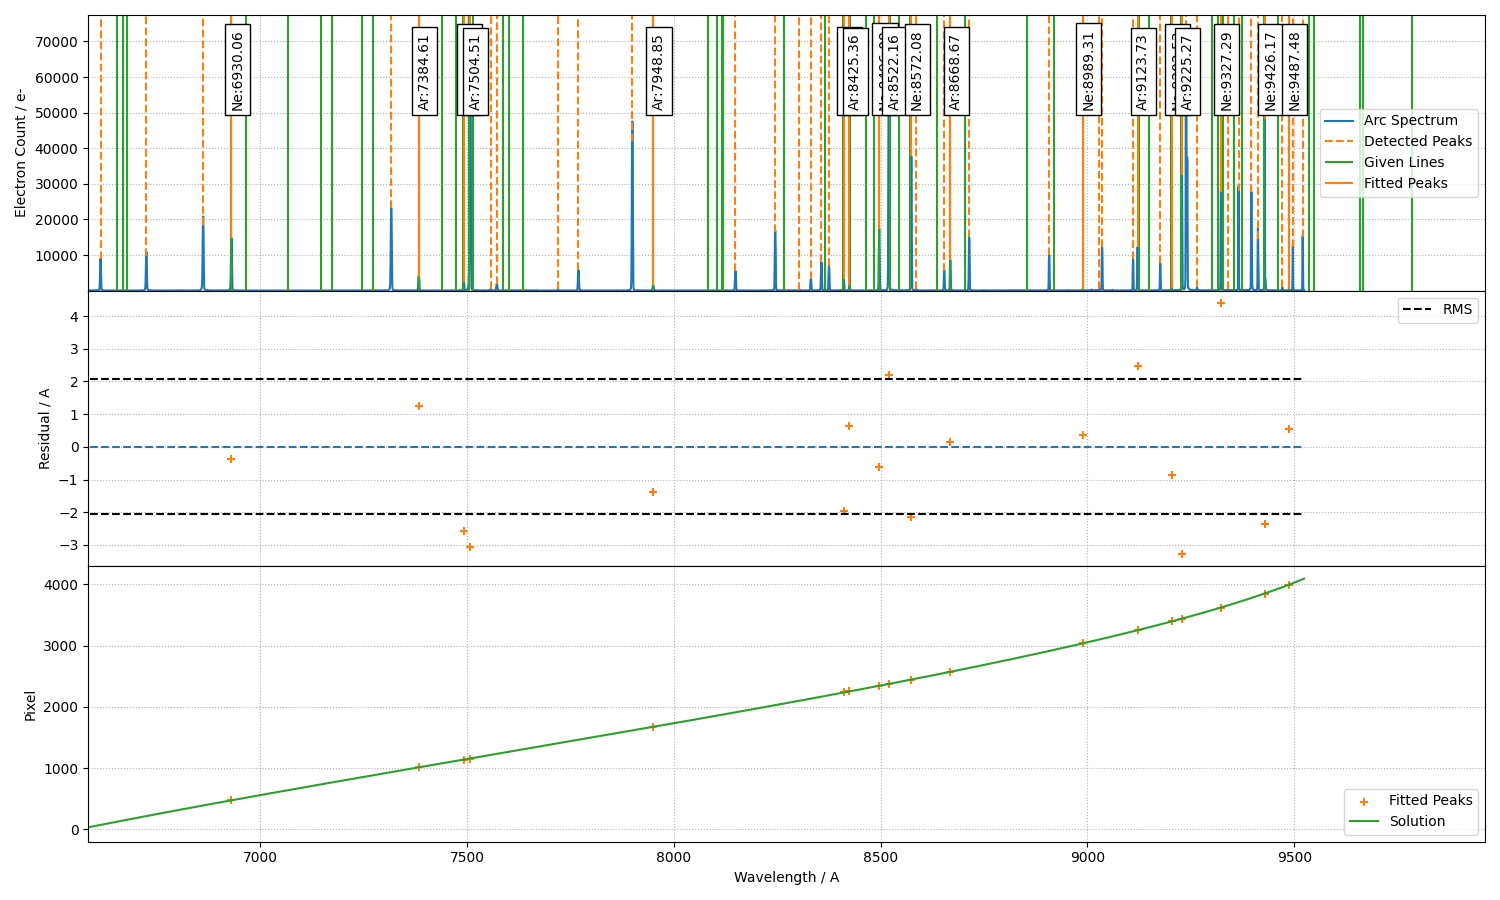 Electron Count / e-
70000
60000
50000
40000
30000
20000
10000
Ne:6930.06
Ar:7384.61
Ar:7504.51
Ar:7948.85
Ar:8425.36
Ar:8522.16
Ne:8572.08
Ar:8668.67
Ne:8989.31
Ar:9123.73
Ar:9225.27
Ne:9327.29
Ne:9426.17
Ne:9487.48
Arc Spectrum
Detected Peaks
Given Lines
Fitted Peaks
Residual / A
4
3
2
1
0
−1
−2
−3
RMS
Pixel
4000
3000
2000
1000
0
Fitted Peaks
Solution
7000 7500 8000 8500 9000 9500
Wavelength / A